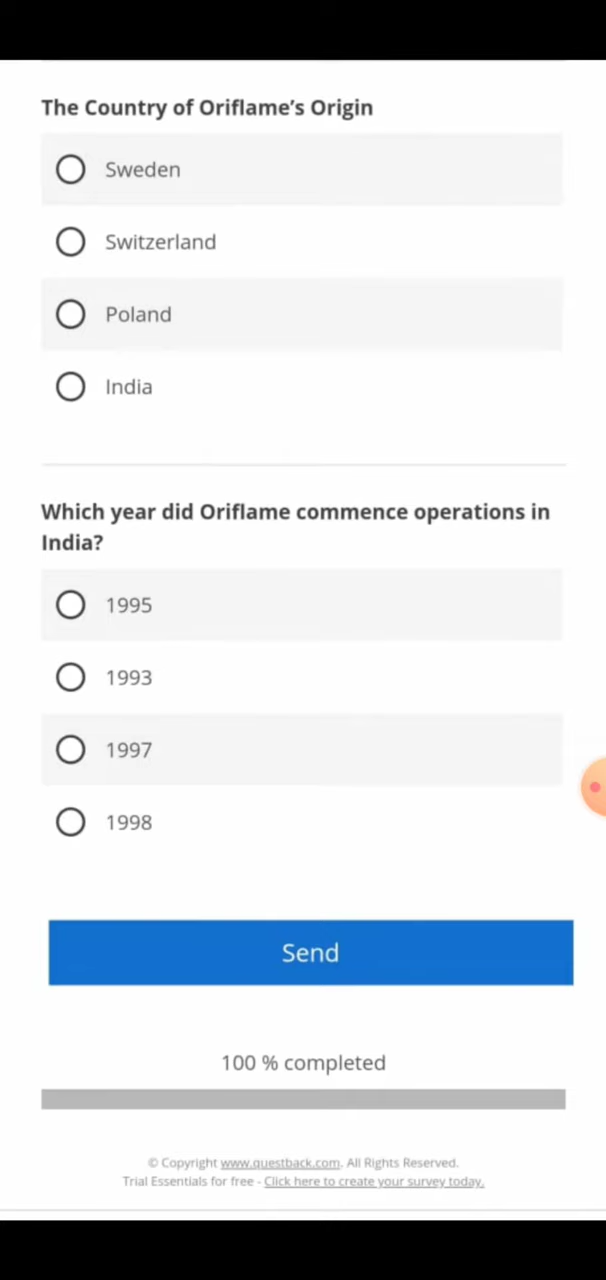 The Country of Oriflame’s Origin
Sweden
Switzerland
Poland
India
Which year did Oriflame commence operations in
India?
1995
1993
1997
1998
Send
100 % completed
© Copyright www.questback.com. All Rights Reserved.
Trial Essentials for free - Click here to create your survey today.